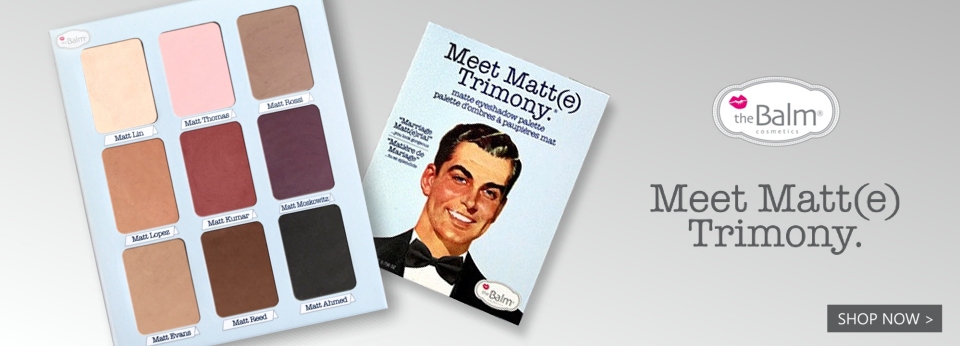 the Balm
Matt Lin
Matt Thomas
Matt Rossi
Matt Lopez
Matt Kumar
Matt Moskowitz
Matt Evans
Matt Reed
Matt Ahmed
Meet Matt(e)
Trimony.
matte eyeshadow palette
palette d'ombres à paupières mat
"Marriage
Matt(e)rial"
"Matière de
Mariage"
theBalm®
theBalm®
cosmetics
Meet Matt(e)
Trimony.
SHOP NOW >